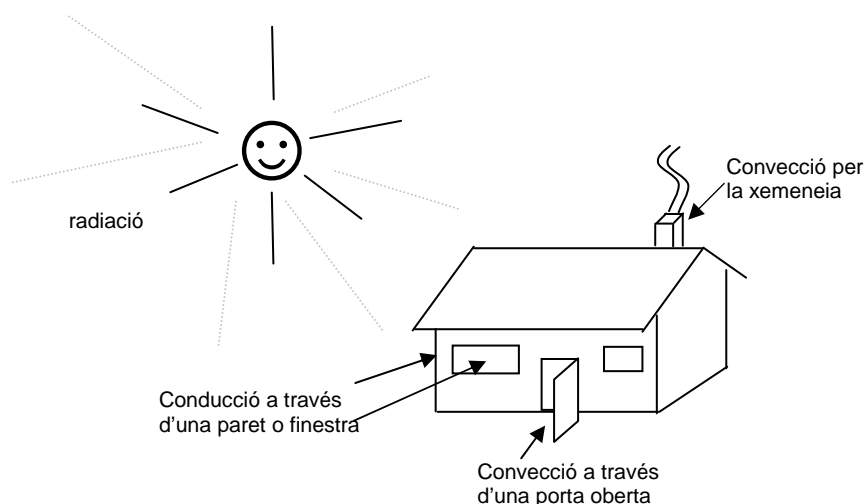 Convecció per
la xemeneia
radiació
Conducció a través
d'una paret o finestra
Convecció a través
d'una porta oberta